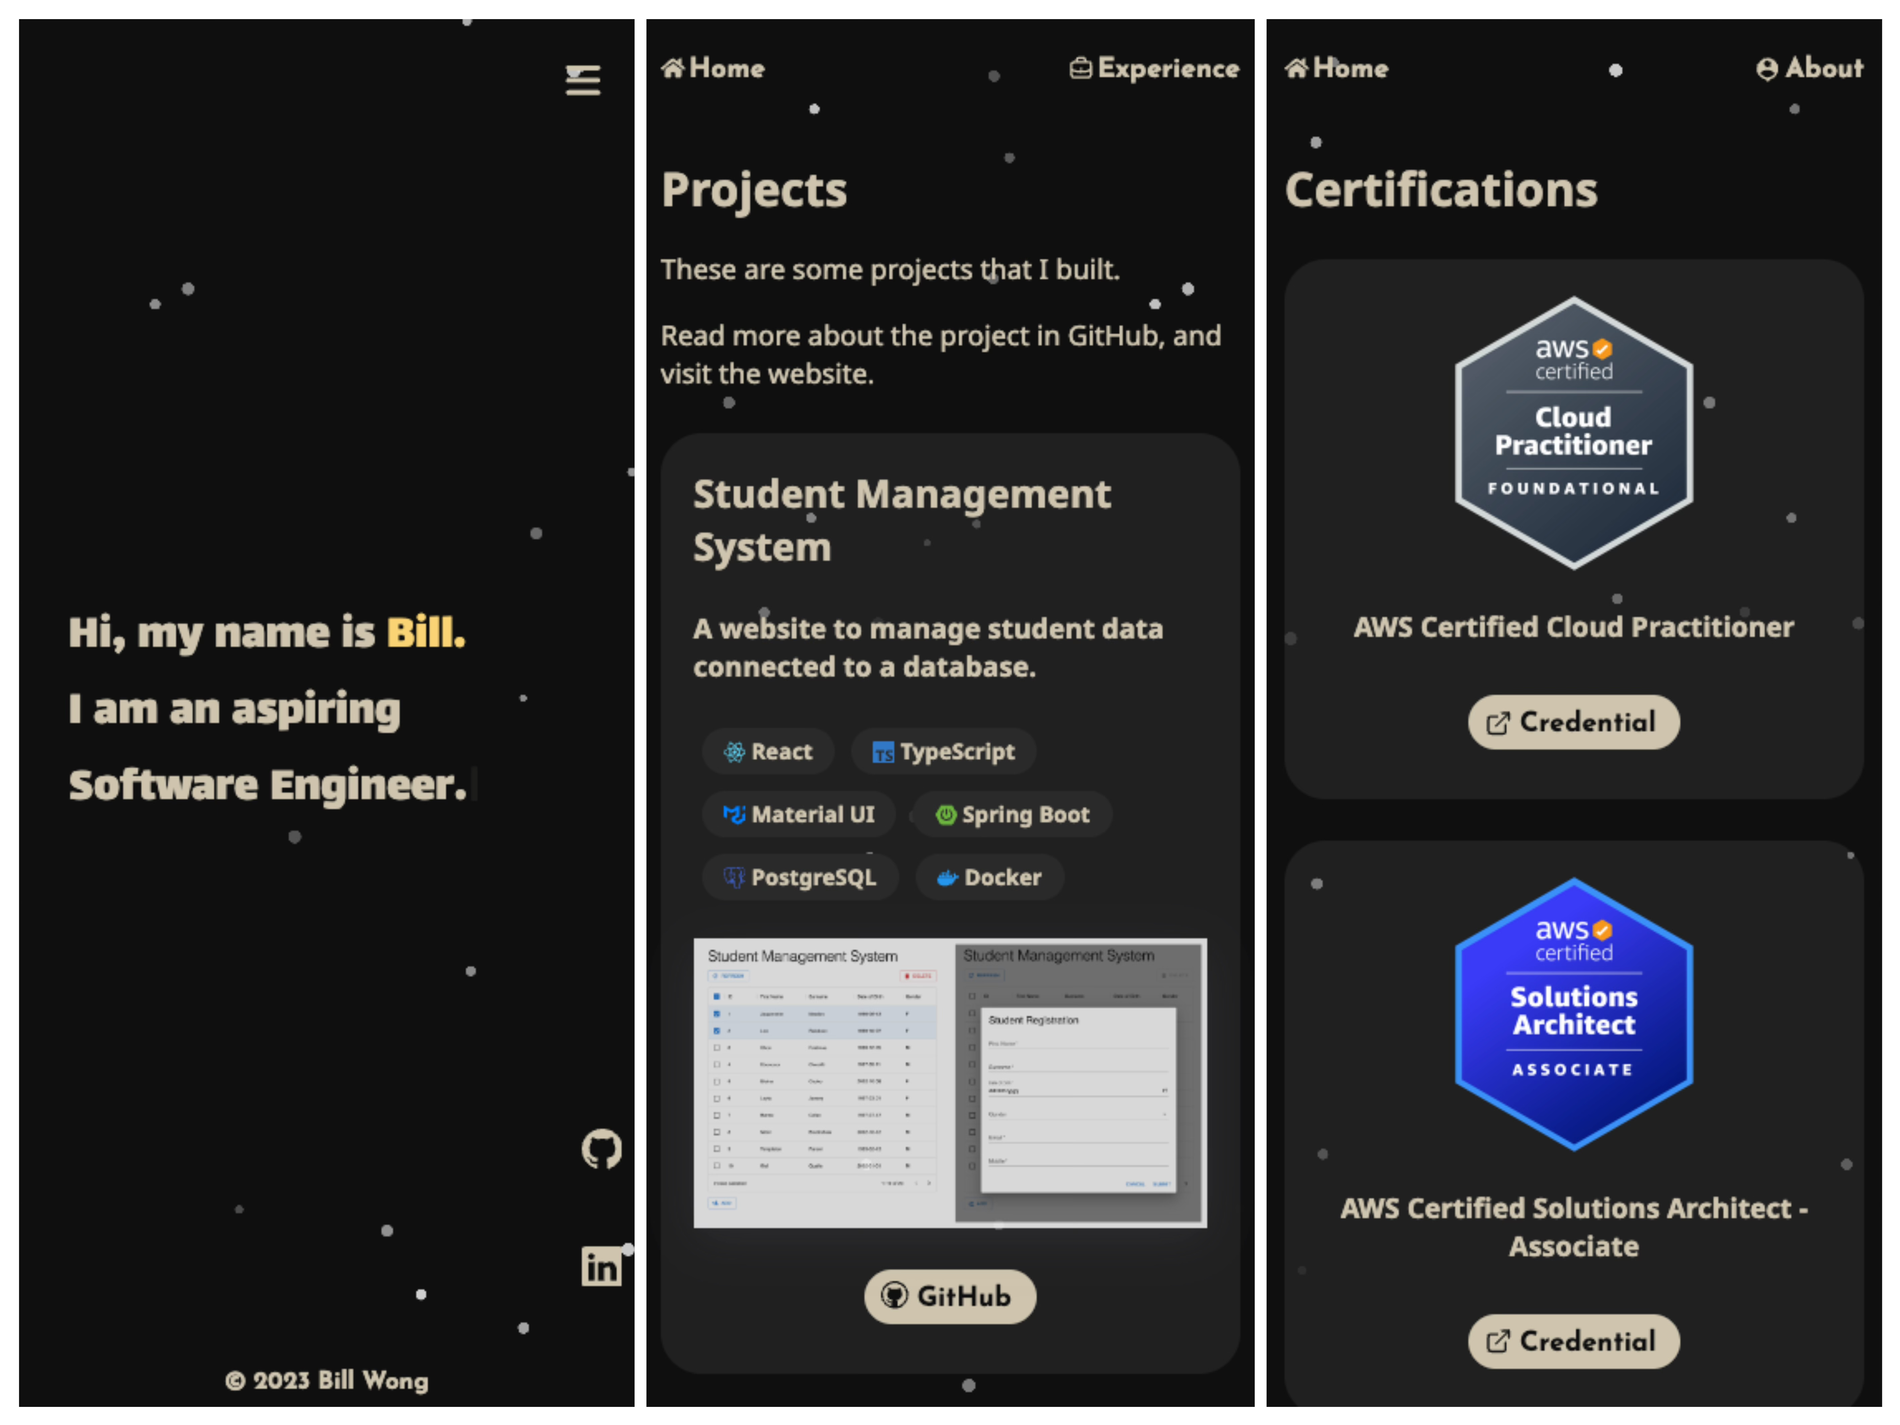 Hi, my name is Bill.
I am an aspiring
Software Engineer.
in
© 2023 Bill Wong
Home
Experience
Projects
These are some projects that I built.
Read more about the project in GitHub, and
visit the website.
Student Management
System
A website to manage student data
connected to a database.
React
TS TypeScript
Material UI
Spring Boot
PostgreSQL
Docker
Student Management System
DELETE
Student Management System
Student Registration
GitHub
Home
About
Certifications
aws
certified
Cloud
Practitioner
FOUNDATIONAL
AWS Certified Cloud Practitioner
Credential
aws
certified
Solutions
Architect
ASSOCIATE
AWS Certified Solutions Architect -
Associate
Credential